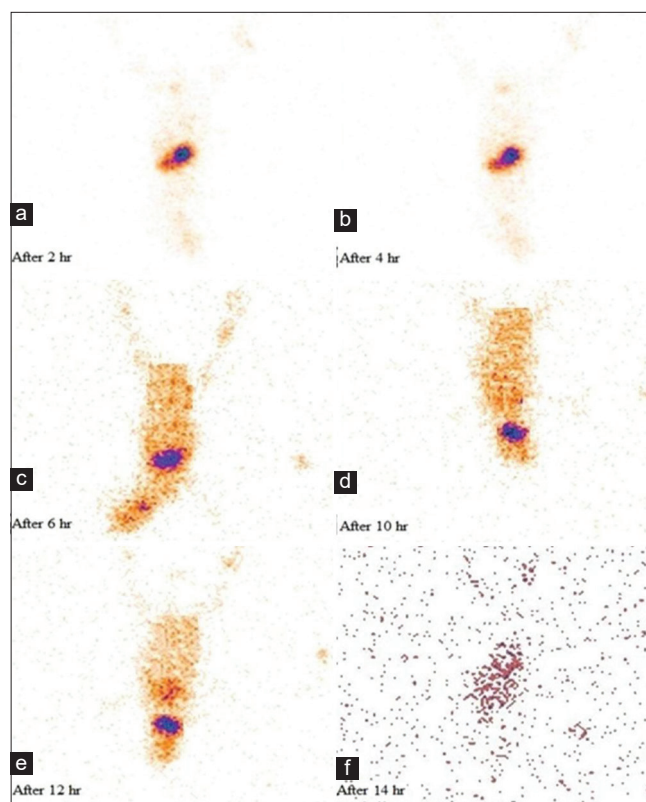 a
After 2 hr
b
After 4 hr
c
After 6 hr
d
After 10 hr
e
After 12 hr
f
After 14 hr